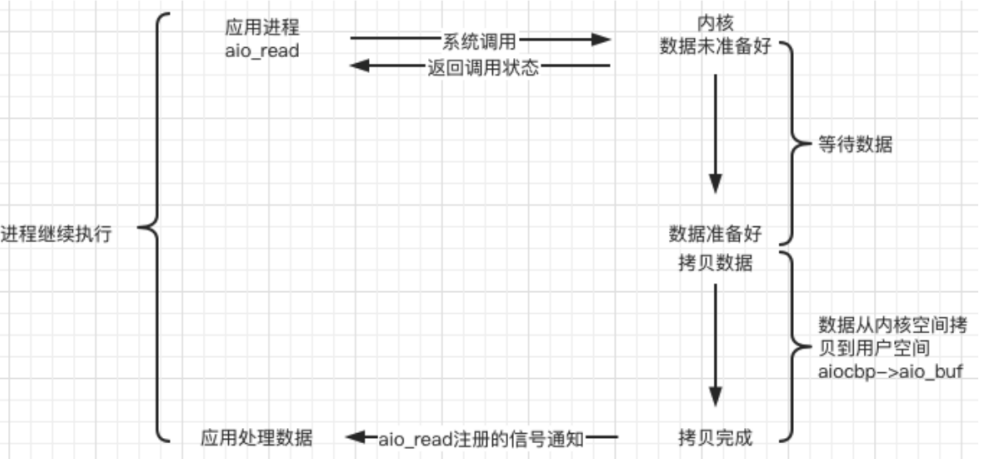 应用进程
aio_read
系统调用
返回调用状态
内核
数据未准备好
等待数据
进程继续执行
数据准备好
拷贝数据
数据从内核空间拷
贝到用户空间
aiocbp->aio_buf
应用处理数据
aio_read注册的信号通知
拷贝完成